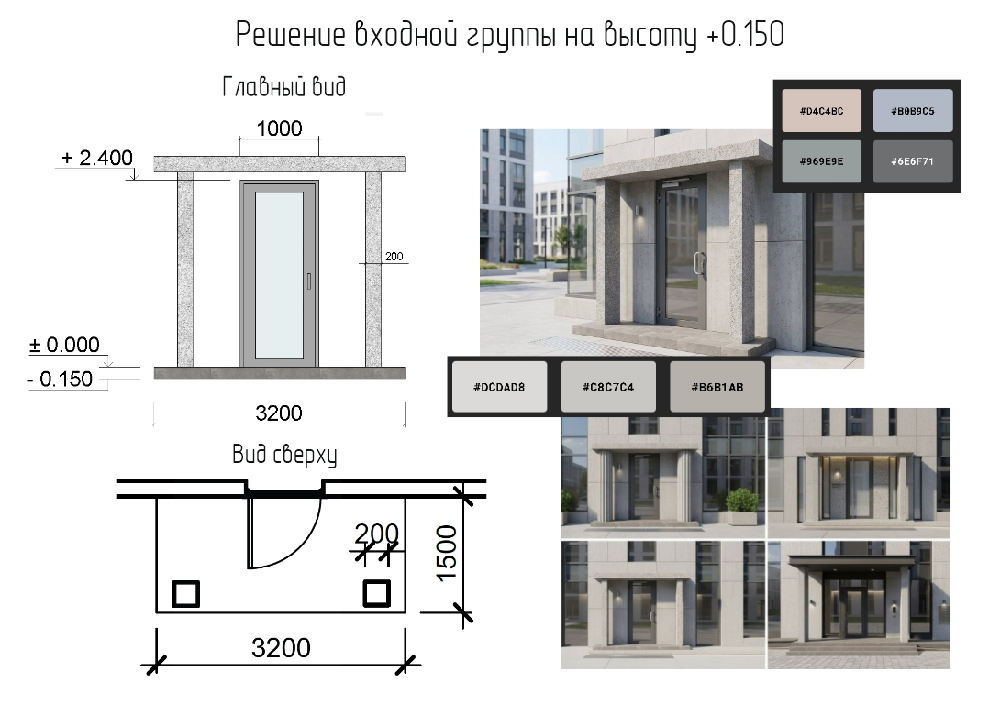 Решение входной группы на высоту +0.150
Главный вид
1000
+ 2.400
200
± 0.000
- 0.150
3200
#D4C4BC
#B0B9C5
#969E9E
#6E6F71
#DCDAD8
#C8C7C4
#B6B1AB
Вид сверху
200
1500
3200